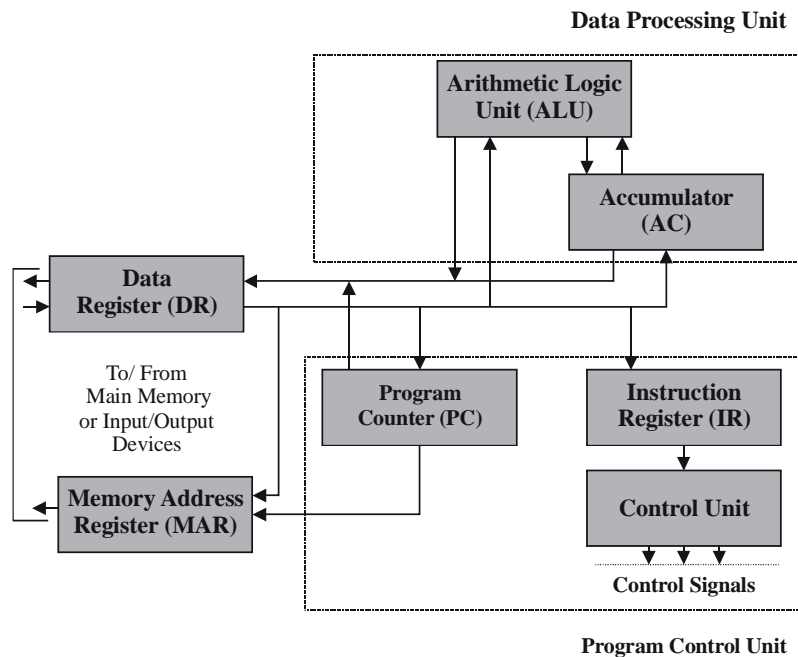 Data Processing Unit
Arithmetic Logic
Unit (ALU)
Accumulator
(AC)
Data
Register (DR)
To/ From
Main Memory
or Input/Output
Devices
Program
Counter (PC)
Instruction
Register (IR)
Memory Address
Register (MAR)
Control Unit
Control Signals
Program Control Unit